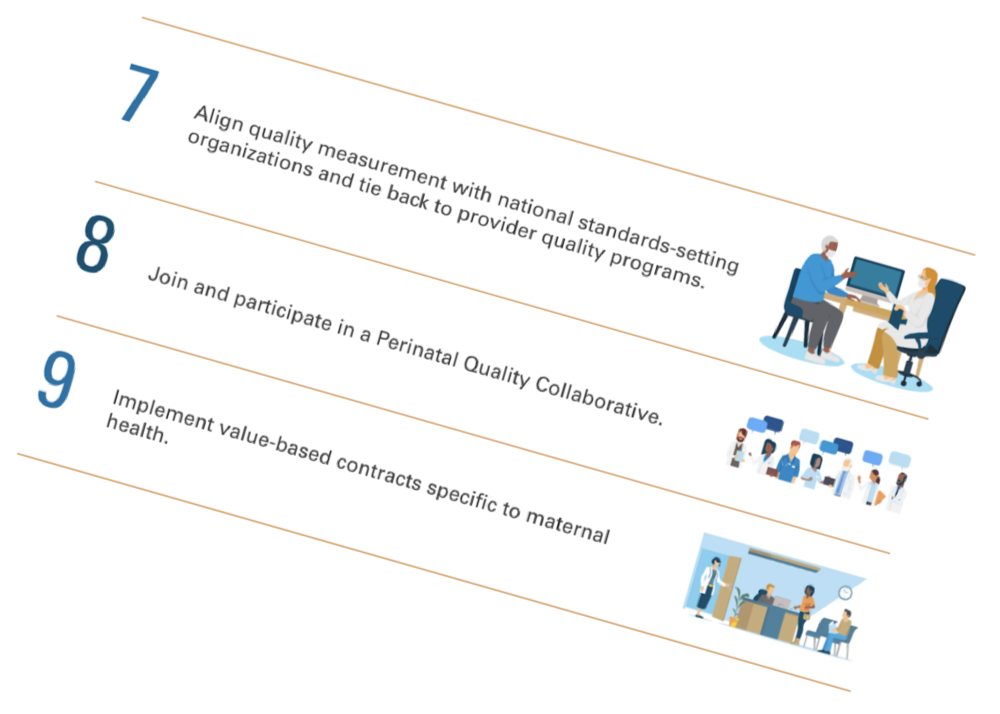 7
Align quality measurement with national standards-setting
organizations and tie back to provider quality programs.
8
Join and participate in a Perinatal Quality Collaborative.
9
Implement value-based contracts specific to maternal
health.